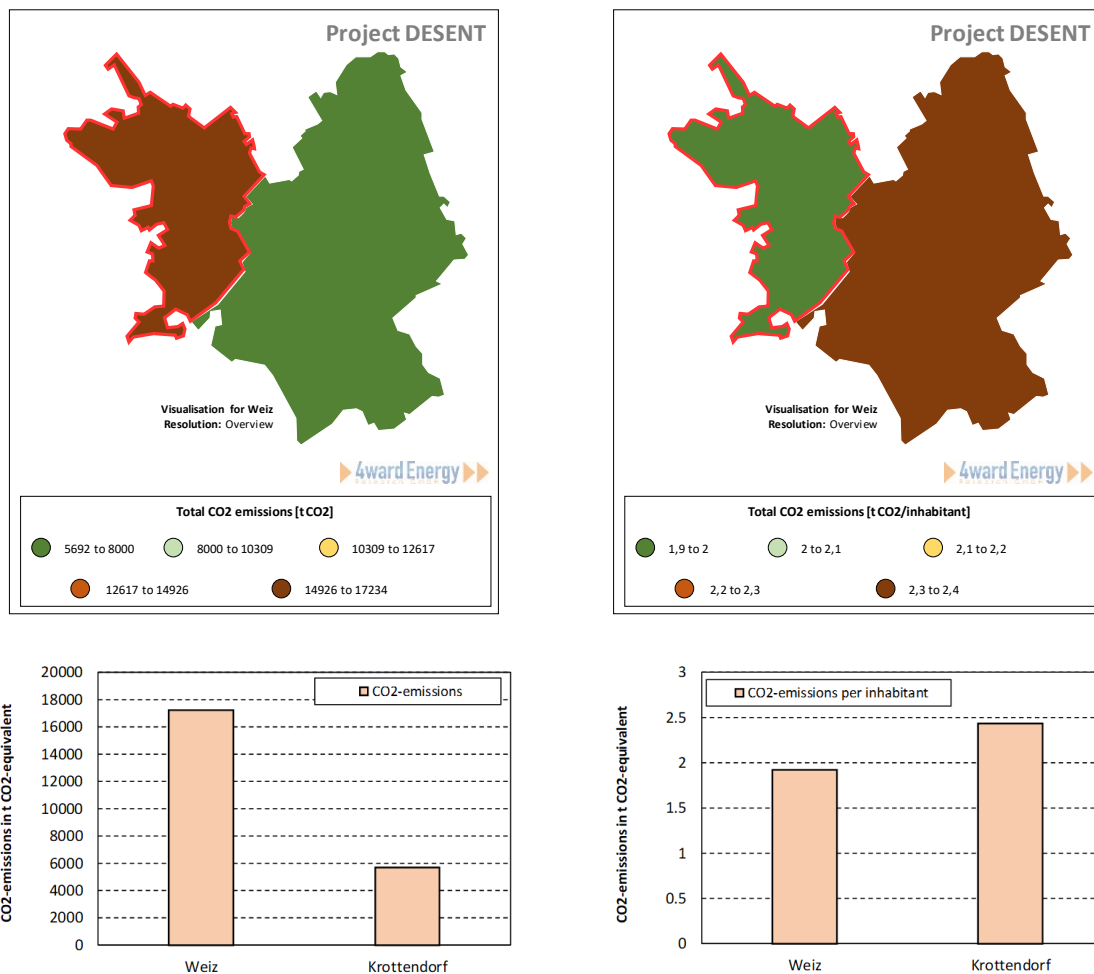 Project DESENT
Visualisation for Weiz
Resolution: Overview
4ward Energy
Total CO2 emissions [t CO2]
5692 to 8000
8000 to 10309
10309 to 12617
12617 to 14926
14926 to 17234
Project DESENT
Visualisation for Weiz
Resolution: Overview
4ward Energy
Total CO2 emissions [t CO2/inhabitant]
1,9 to 2
2 to 2,1
2,1 to 2,2
2,2 to 2,3
2,3 to 2,4
CO2-emissions in t CO2-equivalent
20000
18000
16000
14000
12000
10000
8000
6000
4000
2000
0
CO2-emissions
Weiz
Krottendorf
CO2-emissions in t CO2-equivalent
3
2.5
2
1.5
1
0.5
0
CO2-emissions per inhabitant
Weiz
Krottendorf